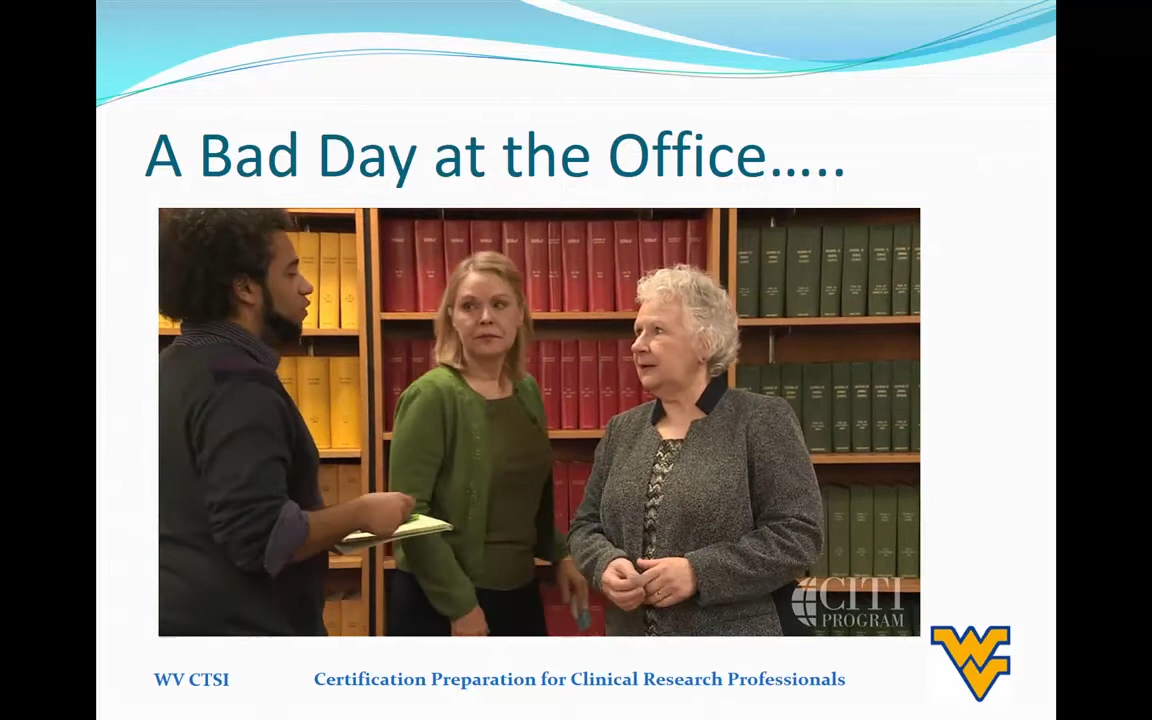 A Bad Day at the Office.....
CITI
PROGRAM
WV CTSI
Certification Preparation for Clinical Research Professionals